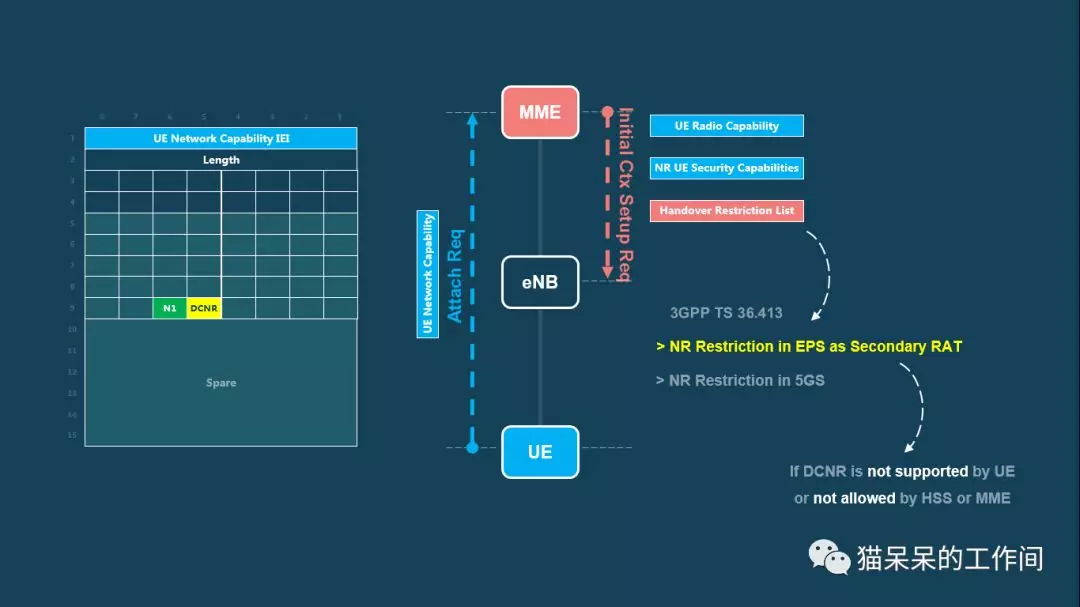 8 7 6 5 4 3 2 1
1
UE Network Capability IEI
2
Length
3
4
5
6
7
8
9
N1
DCNR
10
11
12
13
14
15
Spare
UE Network Capability
Attach Req
MME
eNB
UE
Initial Ctx Setup Req
UE Radio Capability
NR UE Security Capabilities
Handover Restriction List
3GPP TS 36.413
> NR Restriction in EPS as Secondary RAT
> NR Restriction in 5GS
If DCNR is not supported by UE
or not allowed by HSS or MME
猫呆呆的工作间